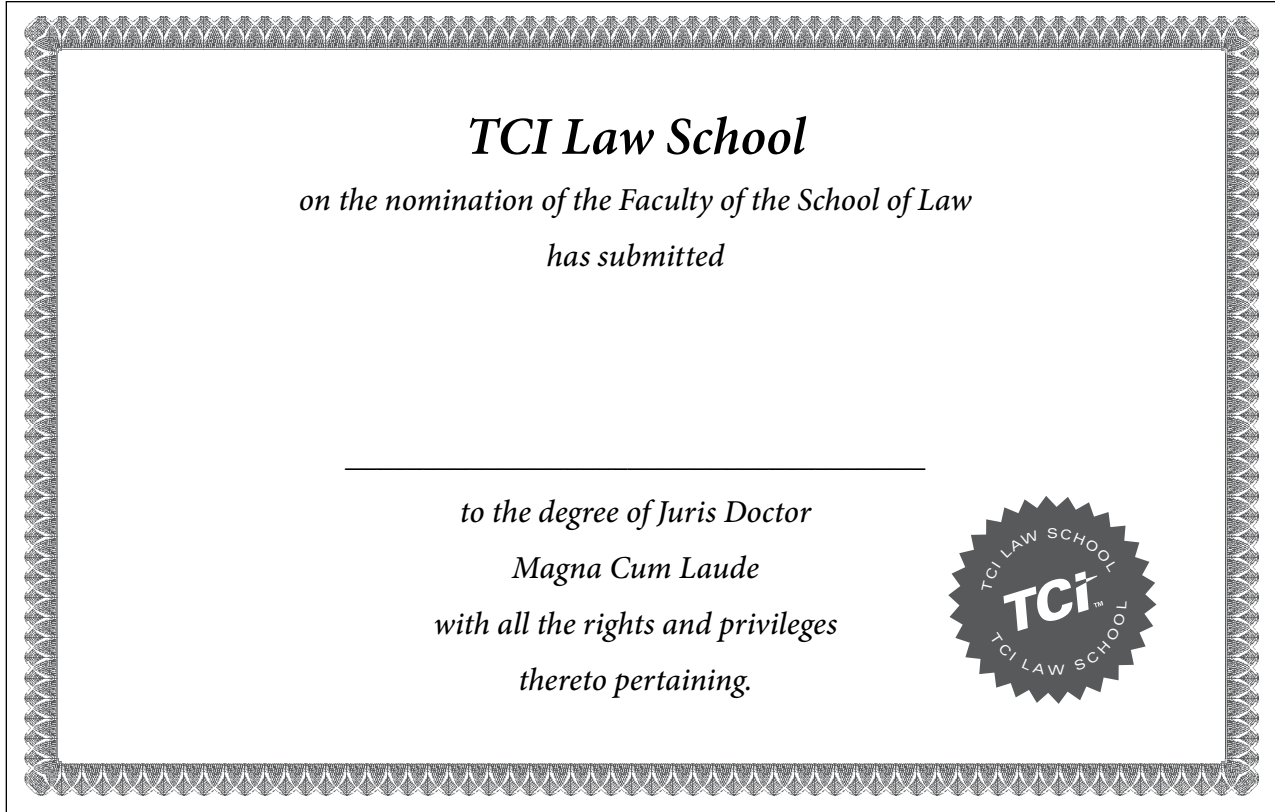 TCI Law School
on the nomination of the Faculty of the School of Law
has submitted
to the degree of Juris Doctor
Magna Cum Laude
with all the rights and privileges
thereto pertaining.
TCI LAW SCHOOL
TCi™
TCI LAW SCHOOL